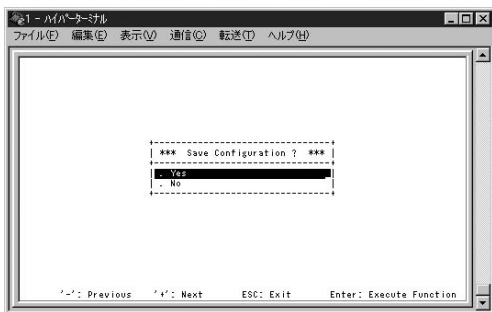 1 - ハイパーターミナル
ファイル(F) 編集(E) 表示(V) 通信(C) 転送(T) ヘルプ(H)
*** Save Configuration ? ***
. Yes
. No
'-': Previous '+': Next ESC: Exit Enter: Execute Function